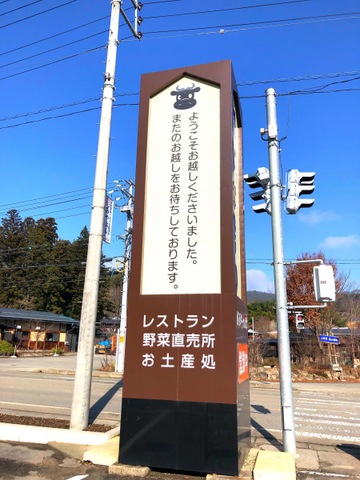 ようこそお越しくださいました。
またのお越しをお待ちしております。
レストラン
野菜直売所
お土産処